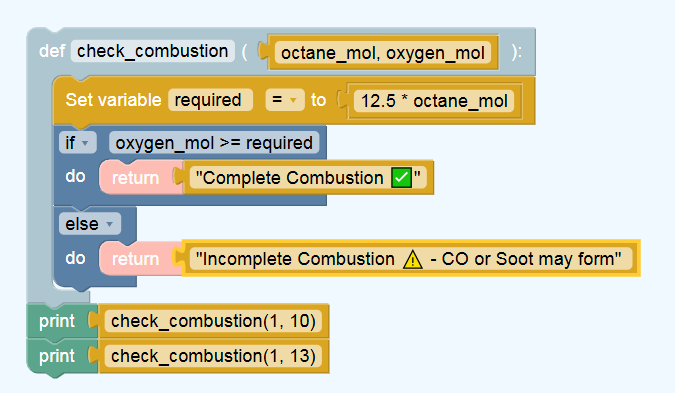 def check_combustion ( octane_mol, oxygen_mol ):
Set variable required = to 12.5 * octane_mol
if oxygen_mol >= required
do return "Complete Combustion ✅"
else
do return "Incomplete Combustion ⚠️ - CO or Soot may form"
print check_combustion(1, 10)
print check_combustion(1, 13)